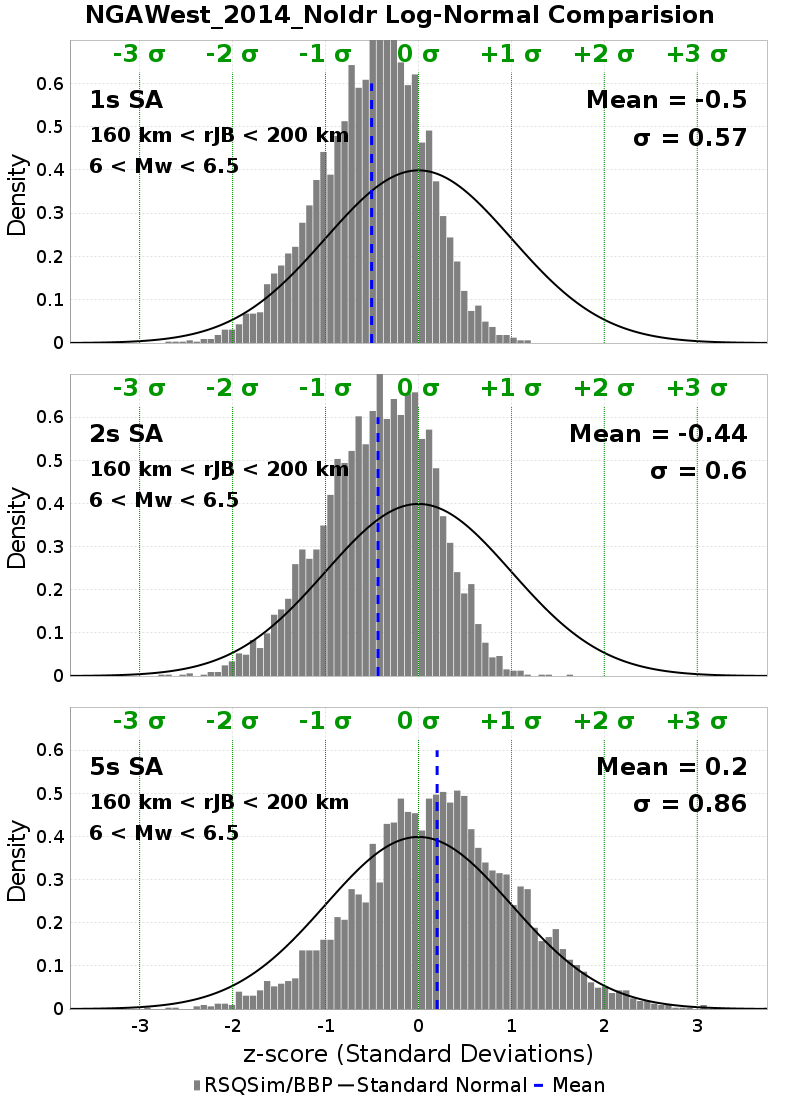 NGAWest_2014_NoIdr Log-Normal Comparision
-3 σ -2 σ -1 σ 0 σ +1 σ +2 σ +3 σ
1s SA
160 km < rJB < 200 km
6 < Mw < 6.5
Mean = -0.5
σ = 0.57
Density
0.6
0.5
0.4
0.3
0.2
0.1
0
-3 σ -2 σ -1 σ 0 σ +1 σ +2 σ +3 σ
2s SA
160 km < rJB < 200 km
6 < Mw < 6.5
Mean = -0.44
σ = 0.6
Density
0.6
0.5
0.4
0.3
0.2
0.1
0
-3 σ -2 σ -1 σ 0 σ +1 σ +2 σ +3 σ
5s SA
160 km < rJB < 200 km
6 < Mw < 6.5
Mean = 0.2
σ = 0.86
Density
0.6
0.5
0.4
0.3
0.2
0.1
0
-3 -2 -1 0 1 2 3
z-score (Standard Deviations)
RSQSim/BBP Standard Normal Mean